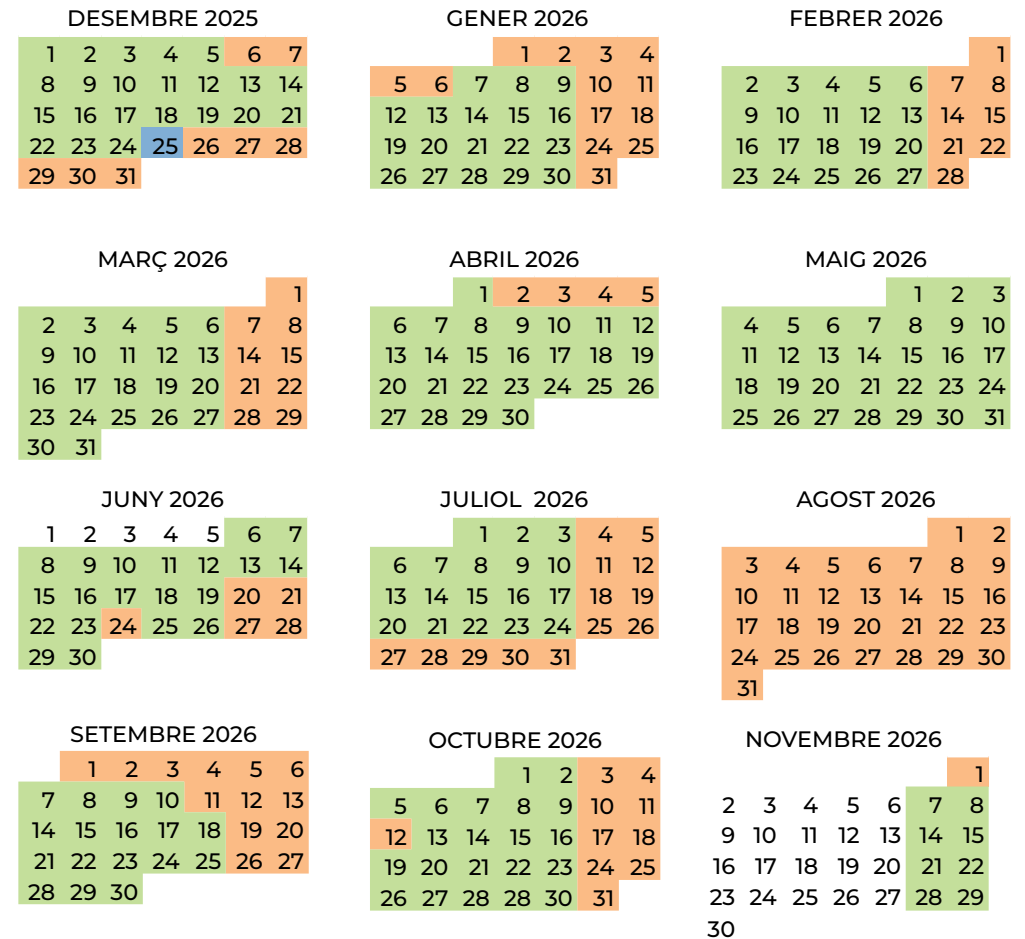 DESEMBRE 2025
1 2 3 4 5 6 7
8 9 10 11 12 13 14
15 16 17 18 19 20 21
22 23 24 25 26 27 28
29 30 31
GENER 2026
1 2 3 4
5 6 7 8 9 10 11
12 13 14 15 16 17 18
19 20 21 22 23 24 25
26 27 28 29 30 31
FEBRER 2026
1
2 3 4 5 6 7 8
9 10 11 12 13 14 15
16 17 18 19 20 21 22
23 24 25 26 27 28
MARÇ 2026
1
2 3 4 5 6 7 8
9 10 11 12 13 14 15
16 17 18 19 20 21 22
23 24 25 26 27 28 29
30 31
ABRIL 2026
1 2 3 4 5
6 7 8 9 10 11 12
13 14 15 16 17 18 19
20 21 22 23 24 25 26
27 28 29 30
MAIG 2026
1 2 3
4 5 6 7 8 9 10
11 12 13 14 15 16 17
18 19 20 21 22 23 24
25 26 27 28 29 30 31
JUNY 2026
1 2 3 4 5 6 7
8 9 10 11 12 13 14
15 16 17 18 19 20 21
22 23 24 25 26 27 28
29 30
JULIOL 2026
1 2 3 4 5
6 7 8 9 10 11 12
13 14 15 16 17 18 19
20 21 22 23 24 25 26
27 28 29 30 31
AGOST 2026
1 2
3 4 5 6 7 8 9
10 11 12 13 14 15 16
17 18 19 20 21 22 23
24 25 26 27 28 29 30
31
SETEMBRE 2026
1 2 3 4 5 6
7 8 9 10 11 12 13
14 15 16 17 18 19 20
21 22 23 24 25 26 27
28 29 30
OCTUBRE 2026
1 2 3 4
5 6 7 8 9 10 11
12 13 14 15 16 17 18
19 20 21 22 23 24 25
26 27 28 28 30 31
NOVEMBRE 2026
1
2 3 4 5 6 7 8
9 10 11 12 13 14 15
16 17 18 19 20 21 22
23 24 25 26 27 28 29
30